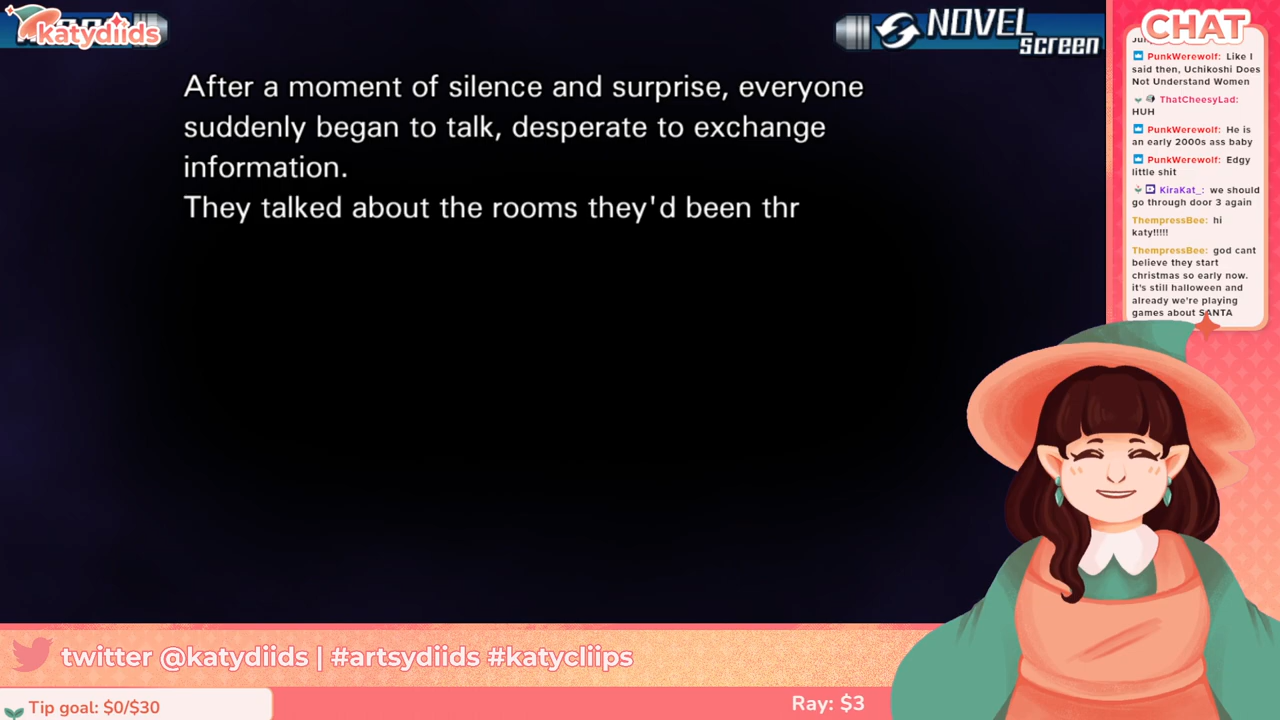 katydiids
NOVEL
Screen
After a moment of silence and surprise, everyone
suddenly began to talk, desperate to exchange
information.
They talked about the rooms they'd been thr
CHAT
PunkWerewolf: Like I
said then, Uchikoshi Does
Not Understand Women
ThatCheesyLad:
HUH
PunkWerewolf: He is
an early 2000s ass baby
PunkWerewolf: Edgy
little shit
KiraKat_: we should
go through door 3 again
ThempressBee: hi
katy!!!!!
ThempressBee: god cant
believe they start
christmas so early now.
it's still halloween and
already we're playing
games about SANTA
twitter @katydiids | #artsydiids #katycliips
Tip goal: $0/$30
Ray: $3